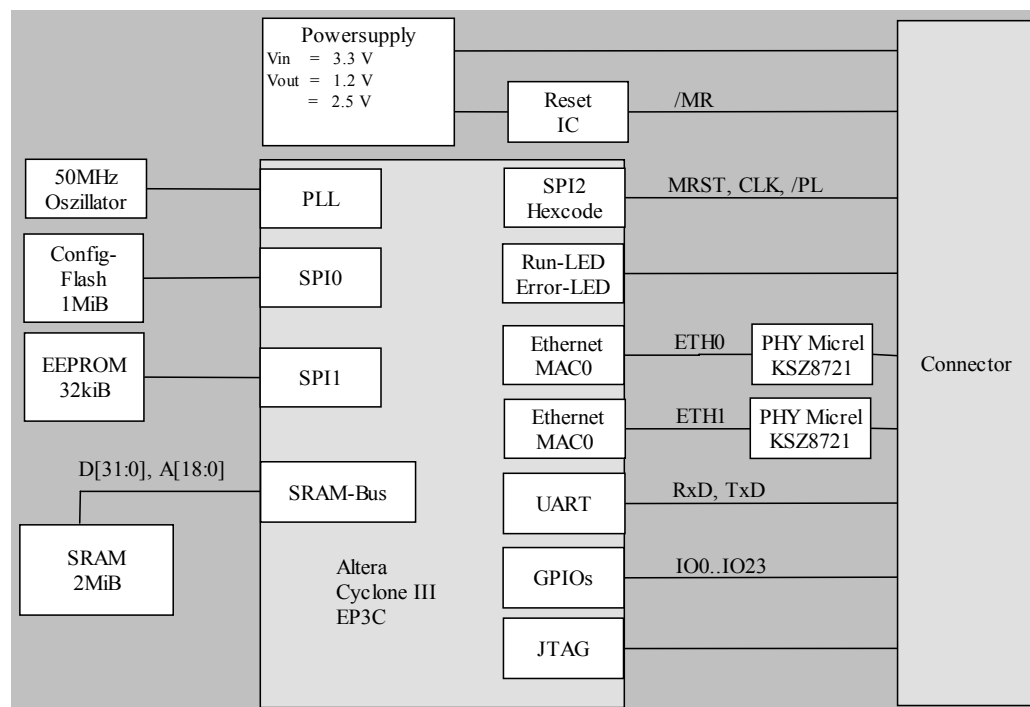 Powersupply
Vin = 3.3 V
Vout = 1.2 V
= 2.5 V
Reset
IC
/MR
50MHz
Oszillator
PLL
SPI2
Hexcode
MRST, CLK, /PL
Config-
Flash
1MiB
SPI0
Run-LED
Error-LED
EEPROM
32kiB
SPI1
Ethernet
MAC0
ETH0
PHY Micrel
KSZ8721
Connector
Ethernet
MAC0
ETH1
PHY Micrel
KSZ8721
D[31:0], A[18:0]
SRAM-Bus
UART
RxD, TxD
SRAM
2MiB
Altera
Cyclone III
EP3C
GPIOs
IO0..IO23
JTAG